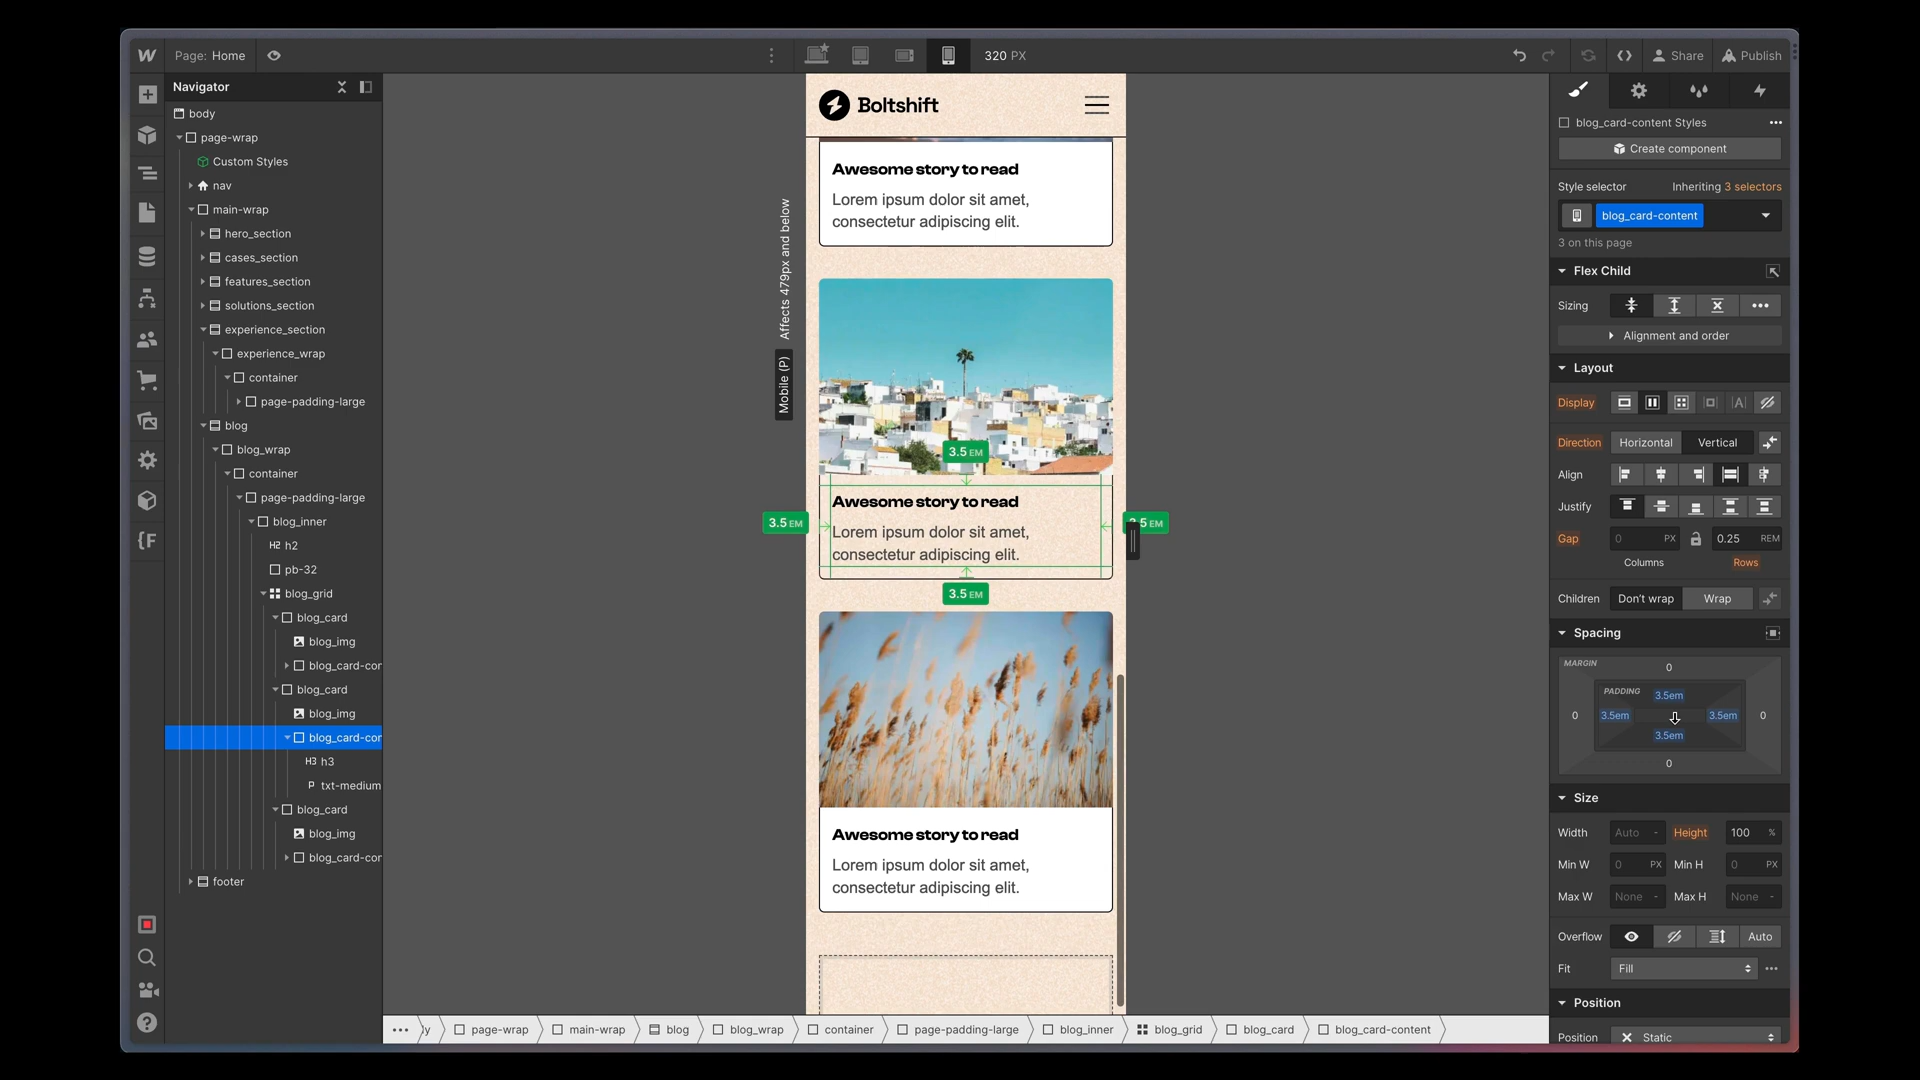 Page: Home
320 PX
Share
Publish
Navigator
body
page-wrap
Custom Styles
nav
main-wrap
hero_section
cases_section
features_section
solutions_section
experience_section
experience_wrap
container
page-padding-large
blog
blog_wrap
container
page-padding-large
blog_inner
H2 h2
pb-32
blog_grid
blog_card
blog_img
blog_card-cor
blog_card
blog_img
blog_card-cor
H3 h3
P txt-medium
blog_card
blog_img
blog_card-cor
footer
Affects 479px and below
Mobile (P)
Boltshift
Awesome story to read
Lorem ipsum dolor sit amet,
consectetur adipiscing elit.
3.5 EM
Awesome story to read
3.5 EM
3.5 EM
Lorem ipsum dolor sit amet,
consectetur adipiscing elit.
3.5 EM
Awesome story to read
Lorem ipsum dolor sit amet,
consectetur adipiscing elit.
ly page-wrap main-wrap blog blog_wrap container page-padding-large blog_inner blog_grid blog_card blog_card-content
blog_card-content Styles
Create component
Style selector Inheriting 3 selectors
blog_card-content
3 on this page
Flex Child
Sizing
Alignment and order
Layout
Display
Direction Horizontal Vertical
Align
Justify
Gap 0 PX 0.25 REM
Columns Rows
Children Don't wrap Wrap
Spacing
MARGIN 0
PADDING 3.5em
0 3.5em 3.5em 0
3.5em
0
Size
Width Auto - Height 100 %
Min W 0 PX Min H 0 PX
Max W None - Max H None -
Overflow Auto
Fit Fill
Position
Position Static